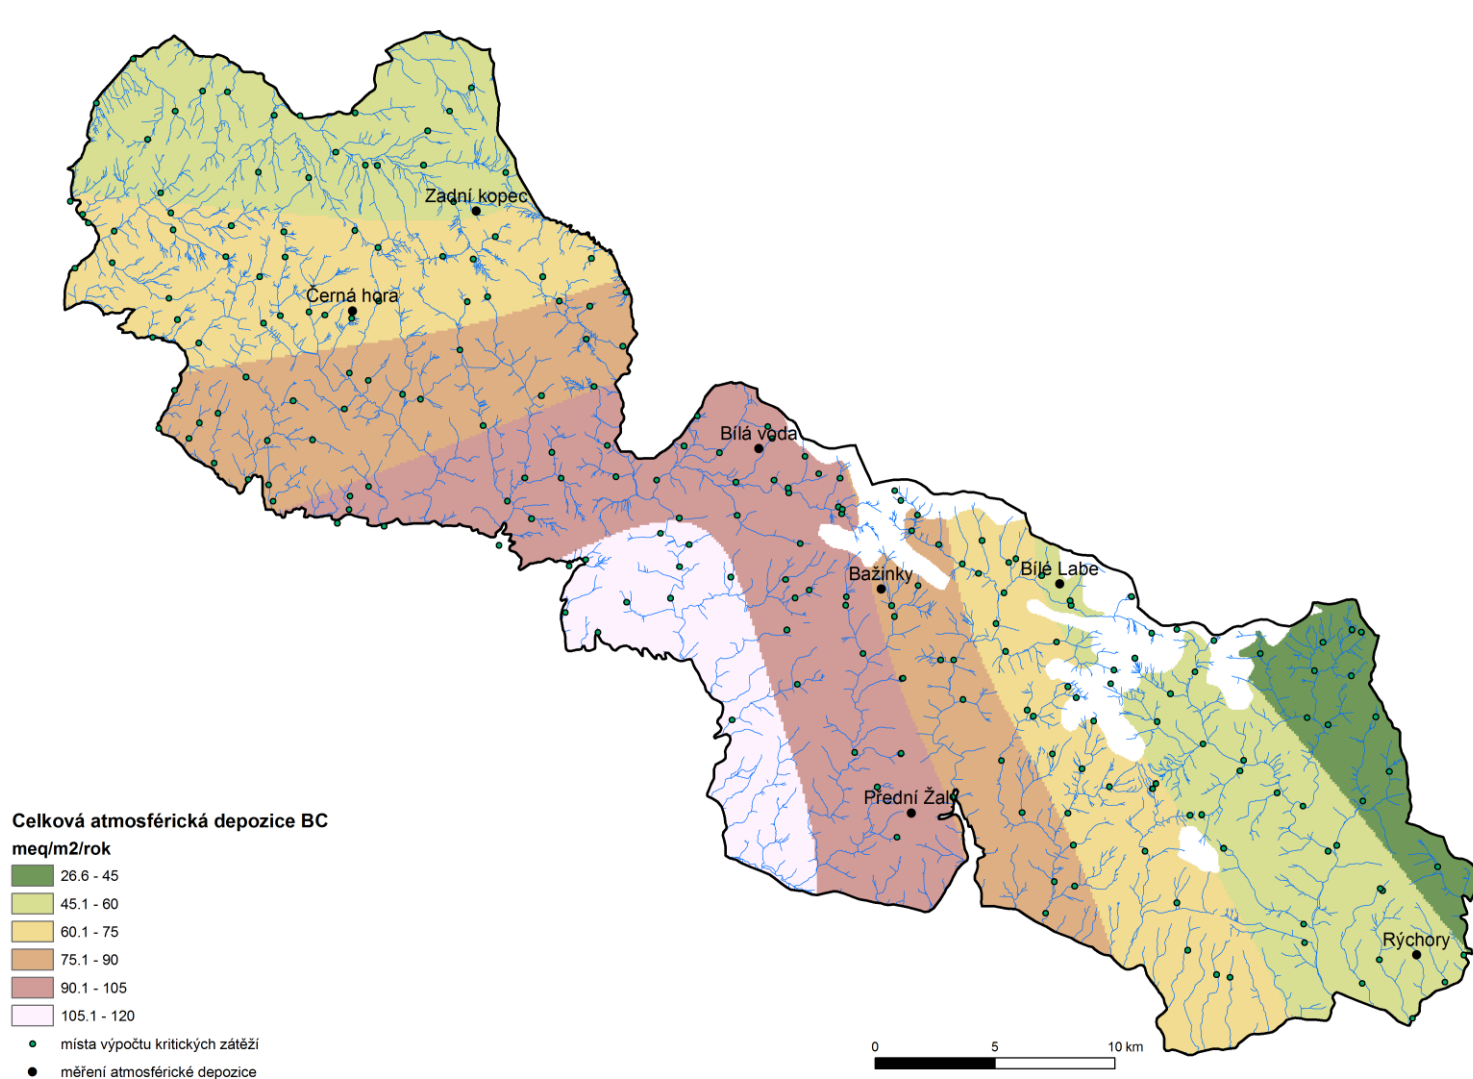 Zadní kopec
Černá hora
Bílá voda
Bažinky
Bílé Labe
Přední Žalý
Rýchory
Celková atmosférická depozice BC
meq/m2/rok
26.6 - 45
45.1 - 60
60.1 - 75
75.1 - 90
90.1 - 105
105.1 - 120
místa výpočtu kritických zátěží
měření atmosférické depozice
0 5 10 km